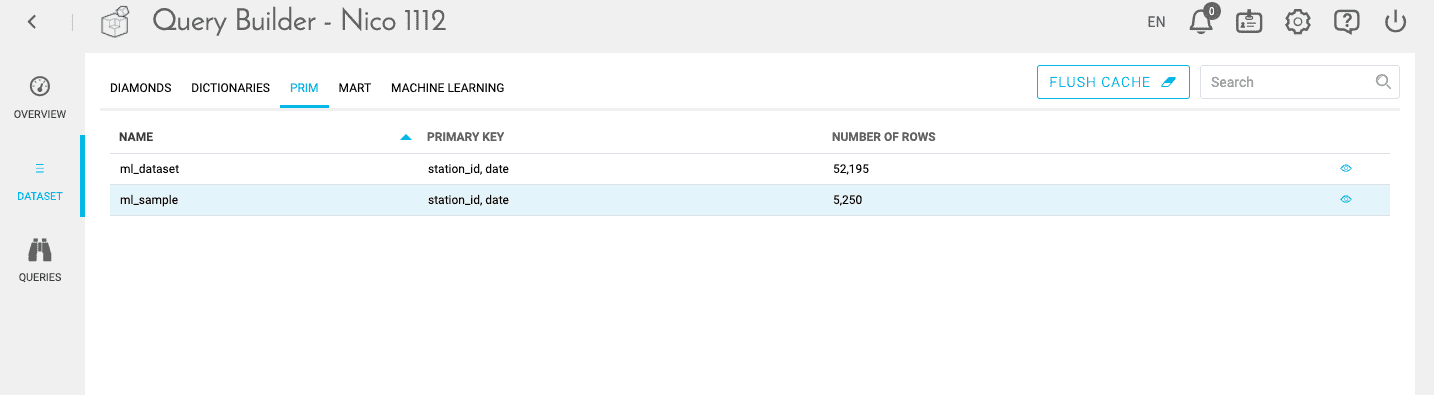 Query Builder - Nico 1112
EN
0
OVERVIEW
DATASET
QUERIES
DIAMONDS DICTIONARIES PRIM MART MACHINE LEARNING
FLUSH CACHE
Search
NAME PRIMARY KEY NUMBER OF ROWS
ml_dataset station_id, date 52,195
ml_sample station_id, date 5,250